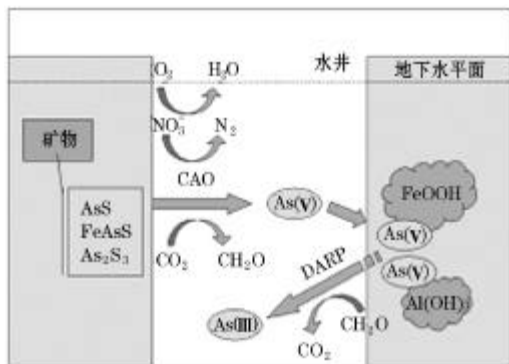 水井
地下水平面
O₂
H₂O
NO₃⁻
N₂
矿物
CAO
AsS
FeAsS
As₂S₃
As(Ⅴ)
FeOOH
CO₂
CH₂O
As(Ⅴ)
DARP
As(Ⅴ)
Al(OH)₃
As(Ⅲ)
CH₂O
CO₂